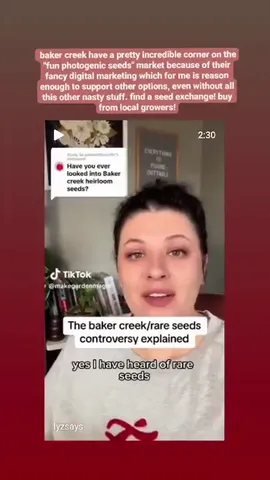 baker creek have a pretty incredible corner on the
"fun photogenic seeds" market because of their
fancy digital marketing which for me is reason
enough to support other options, even without all
this other nasty stuff. find a seed exchange! buy
from local growers!
2:30
Have you ever
looked into Baker
creek heirloom
seeds?
EVERYTHING IS
TikTok
@makegardenmagic
The baker creek/rare seeds
controversy explained
yes I have heard of rare
seeds
lyzsays